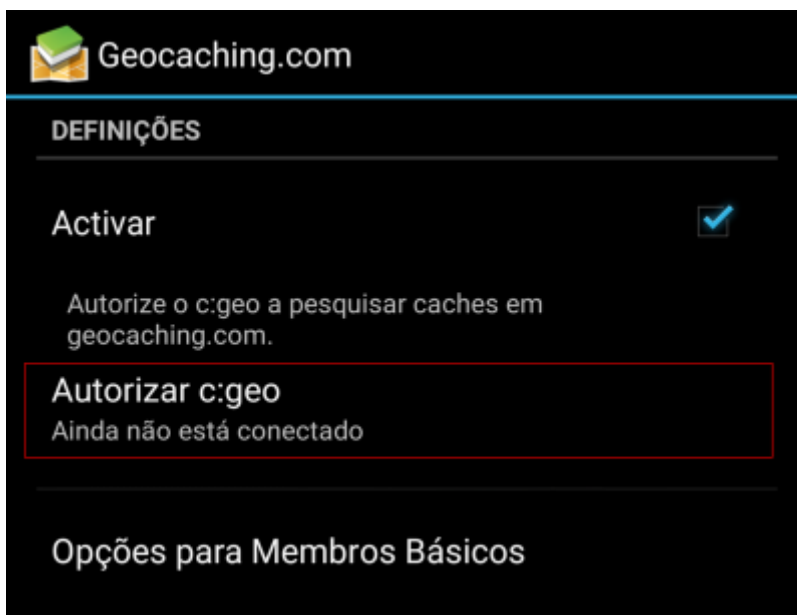 Geocaching.com
DEFINIÇÕES
Activar
Autorize o c:geo a pesquisar caches em
geocaching.com.
Autorizar c:geo
Ainda não está conectado
Opções para Membros Básicos